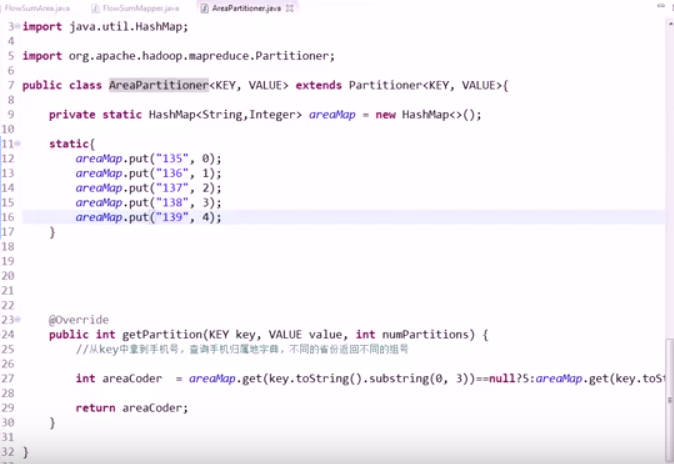 FlowSumArea.java FlowSumMapper.java AreaPartitioner.java
3 import java.util.HashMap;
4
5 import org.apache.hadoop.mapreduce.Partitioner;
6
7 public class AreaPartitioner<KEY, VALUE> extends Partitioner<KEY, VALUE>{
8
9 private static HashMap<String,Integer> areaMap = new HashMap<>();
10
11 static{
12 areaMap.put("135", 0);
13 areaMap.put("136", 1);
14 areaMap.put("137", 2);
15 areaMap.put("138", 3);
16 areaMap.put("139", 4);
17 }
18
19
20
21
22
23 @Override
24 public int getPartition(KEY key, VALUE value, int numPartitions) {
25 //从key中拿到手机号，查询手机归属地字典，不同的省份返回不同的组号
26
27 int areaCoder = areaMap.get(key.toString().substring(0, 3))==null?5:areaMap.get(key.toSt
28
29 return areaCoder;
30 }
31
32 }